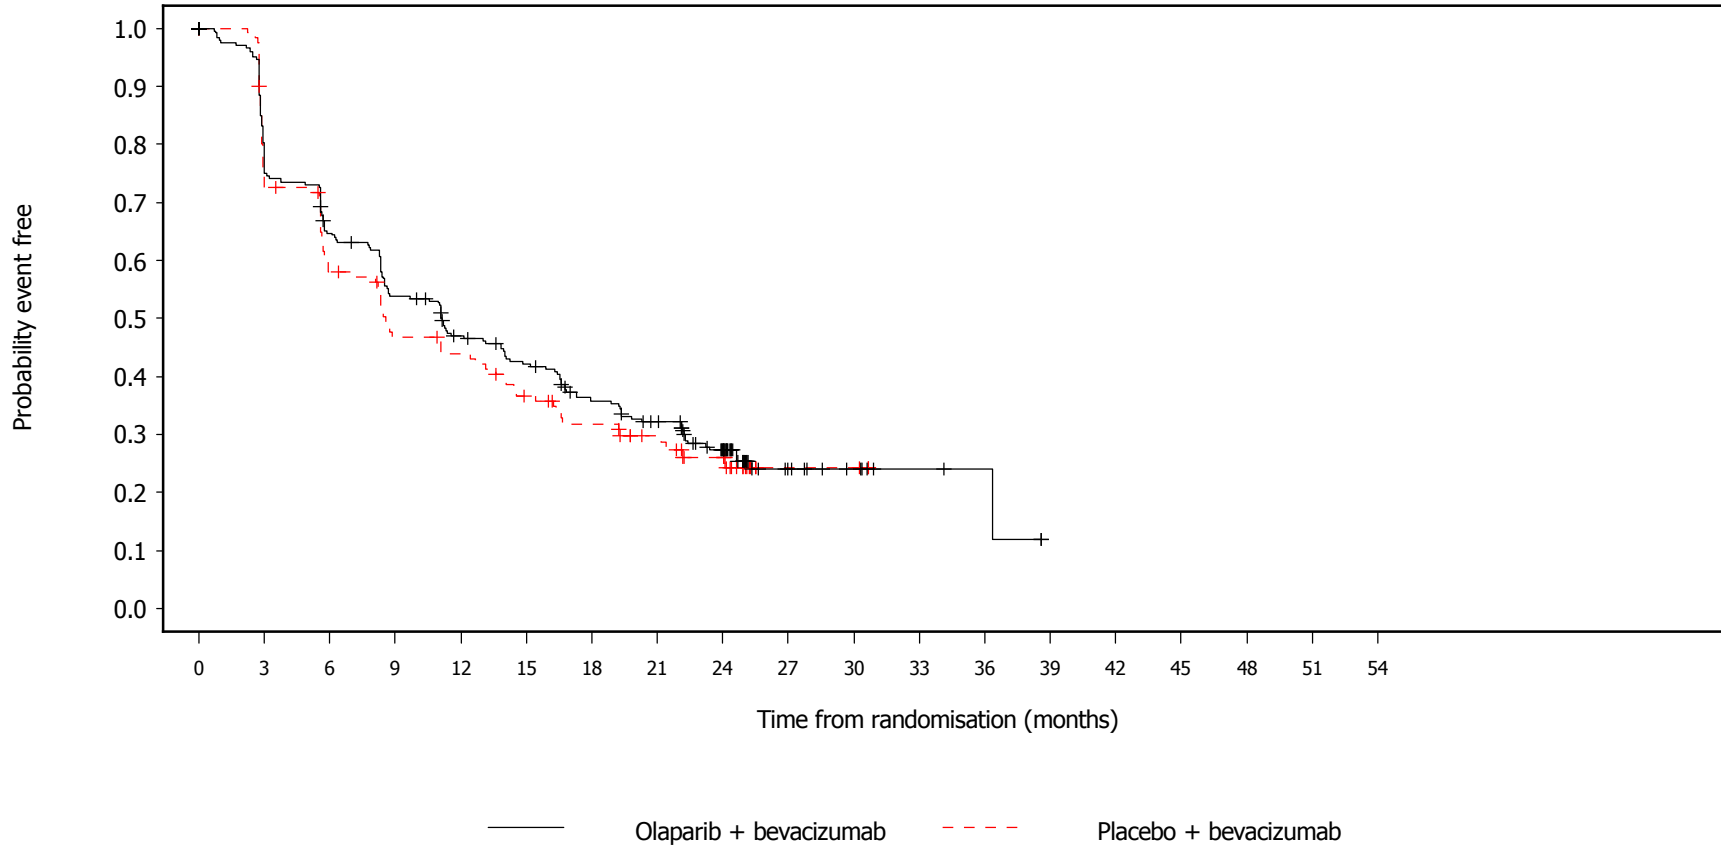 Probability event free
1.0
0.9
0.8
0.7
0.6
0.5
0.4
0.3
0.2
0.1
0.0
0 3 6 9 12 15 18 21 24 27 30 33 36 39 42 45 48 51 54
Time from randomisation (months)
Olaparib + bevacizumab Placebo + bevacizumab